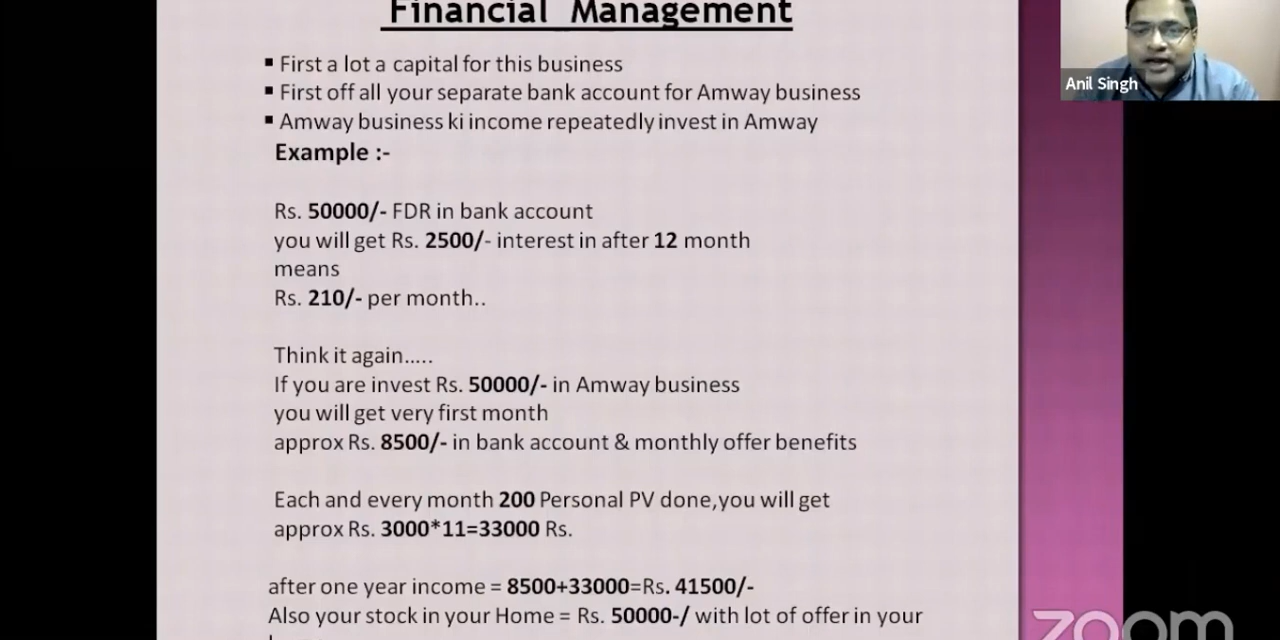 Financial Management
▪ First a lot a capital for this business
▪ First off all your separate bank account for Amway business
▪ Amway business ki income repeatedly invest in Amway
Example :-
Rs. 50000/- FDR in bank account
you will get Rs. 2500/- interest in after 12 month
means
Rs. 210/- per month..
Think it again.....
If you are invest Rs. 50000/- in Amway business
you will get very first month
approx Rs. 8500/- in bank account & monthly offer benefits
Each and every month 200 Personal PV done,you will get
approx Rs. 3000*11=33000 Rs.
after one year income = 8500+33000=Rs. 41500/-
Also your stock in your Home = Rs. 50000-/ with lot of offer in your
Anil Singh
zoom